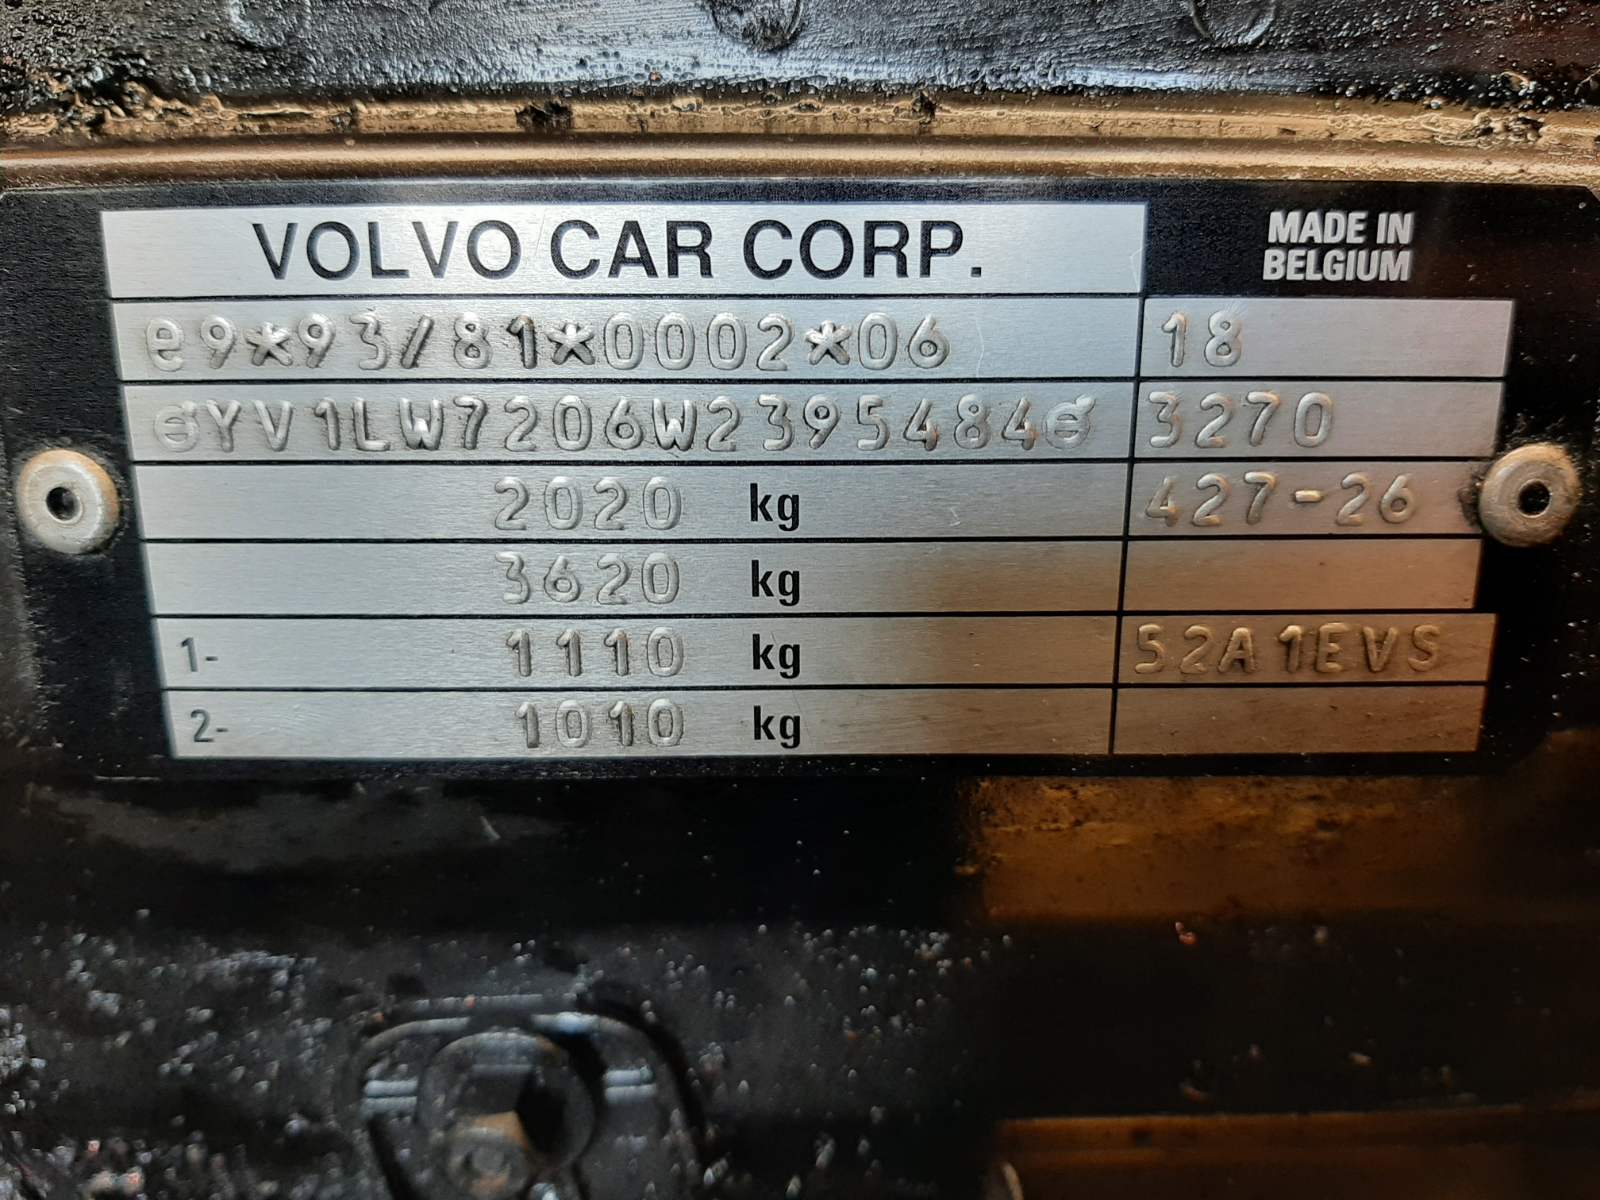 VOLVO CAR CORP.
MADE IN
BELGIUM
e9*93/81*0002*06
18
YV1LW7206W2395484
3270
2020 kg
427-26
3620 kg
1- 1110 kg
52A1EVS
2- 1010 kg